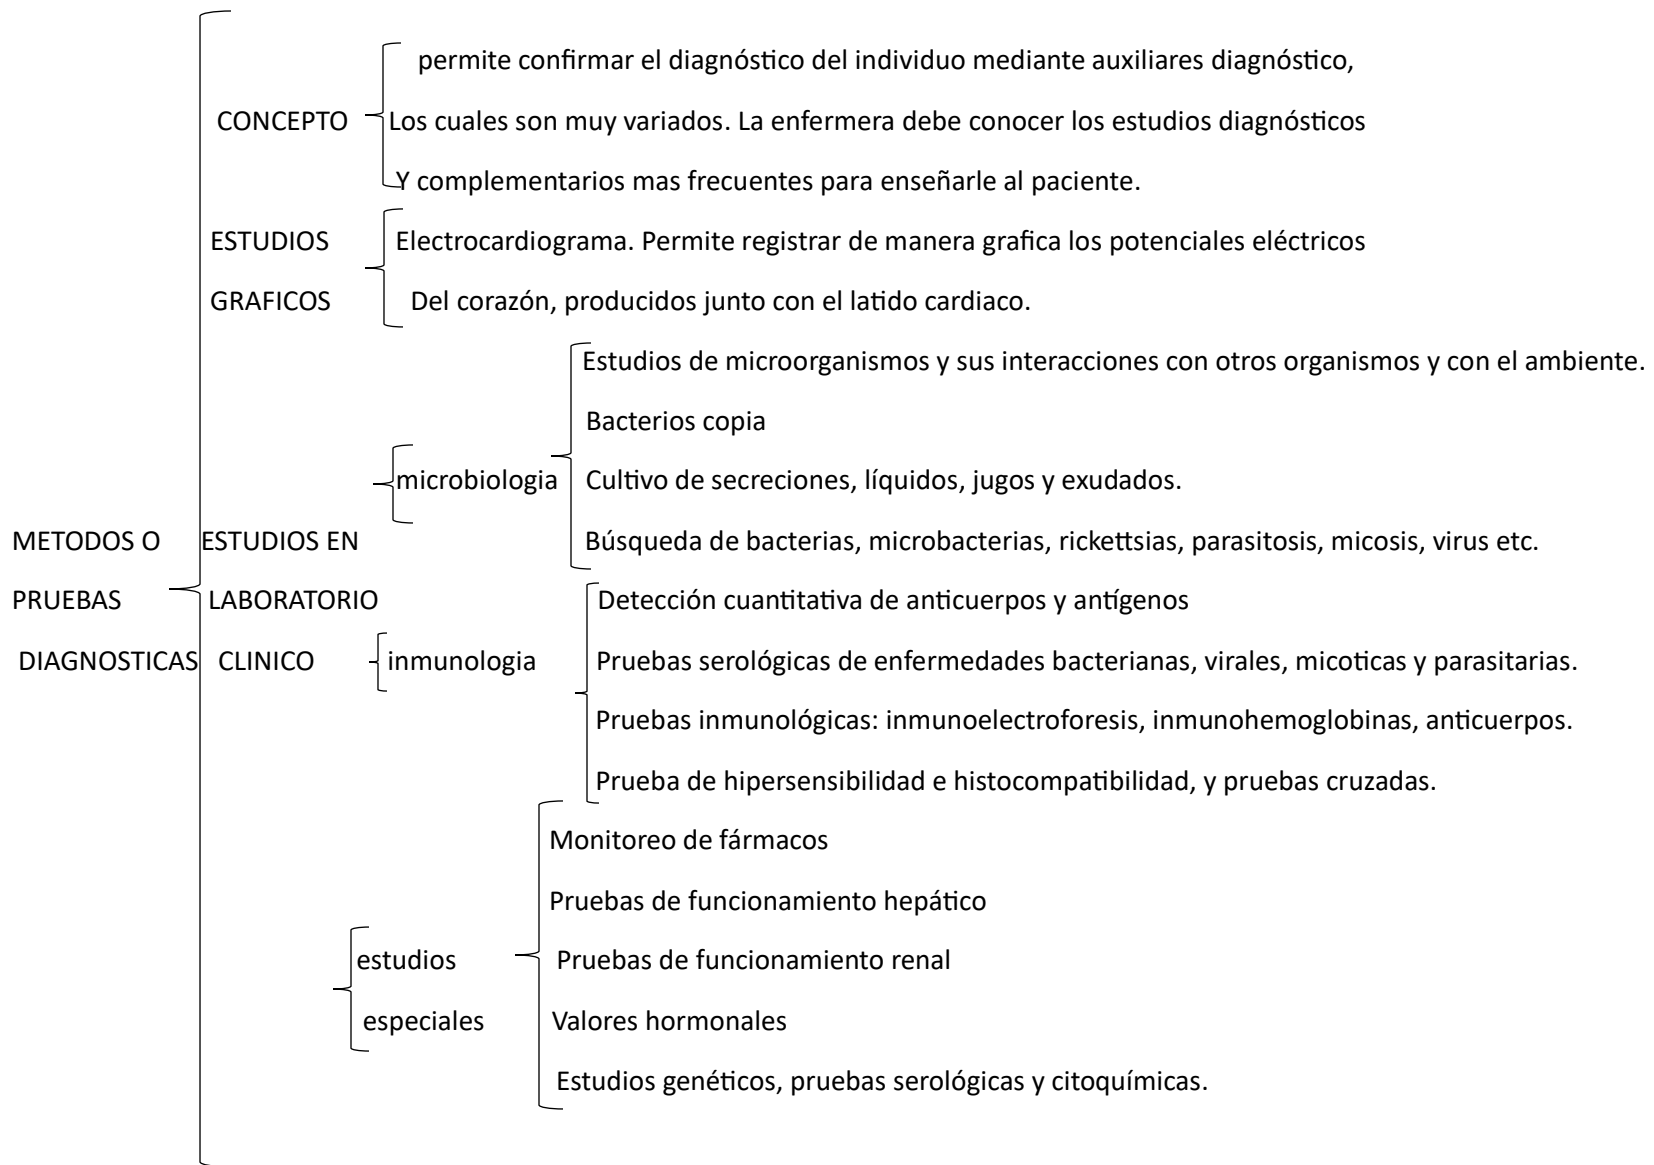 permite confirmar el diagnóstico del individuo mediante auxiliares diagnóstico,
CONCEPTO Los cuales son muy variados. La enfermera debe conocer los estudios diagnósticos
Y complementarios mas frecuentes para enseñarle al paciente.
ESTUDIOS Electrocardiograma. Permite registrar de manera grafica los potenciales eléctricos
GRAFICOS Del corazón, producidos junto con el latido cardiaco.
Estudios de microorganismos y sus interacciones con otros organismos y con el ambiente.
Bacterios copia
microbiologia Cultivo de secreciones, líquidos, jugos y exudados.
METODOS O ESTUDIOS EN Búsqueda de bacterias, microbacterias, rickettsias, parasitosis, micosis, virus etc.
PRUEBAS LABORATORIO Detección cuantitativa de anticuerpos y antígenos
DIAGNOSTICAS CLINICO inmunologia Pruebas serológicas de enfermedades bacterianas, virales, micoticas y parasitarias.
Pruebas inmunológicas: inmunoelectroforesis, inmunohemoglobinas, anticuerpos.
Prueba de hipersensibilidad e histocompatibilidad, y pruebas cruzadas.
Monitoreo de fármacos
Pruebas de funcionamiento hepático
estudios Pruebas de funcionamiento renal
especiales Valores hormonales
Estudios genéticos, pruebas serológicas y citoquímicas.